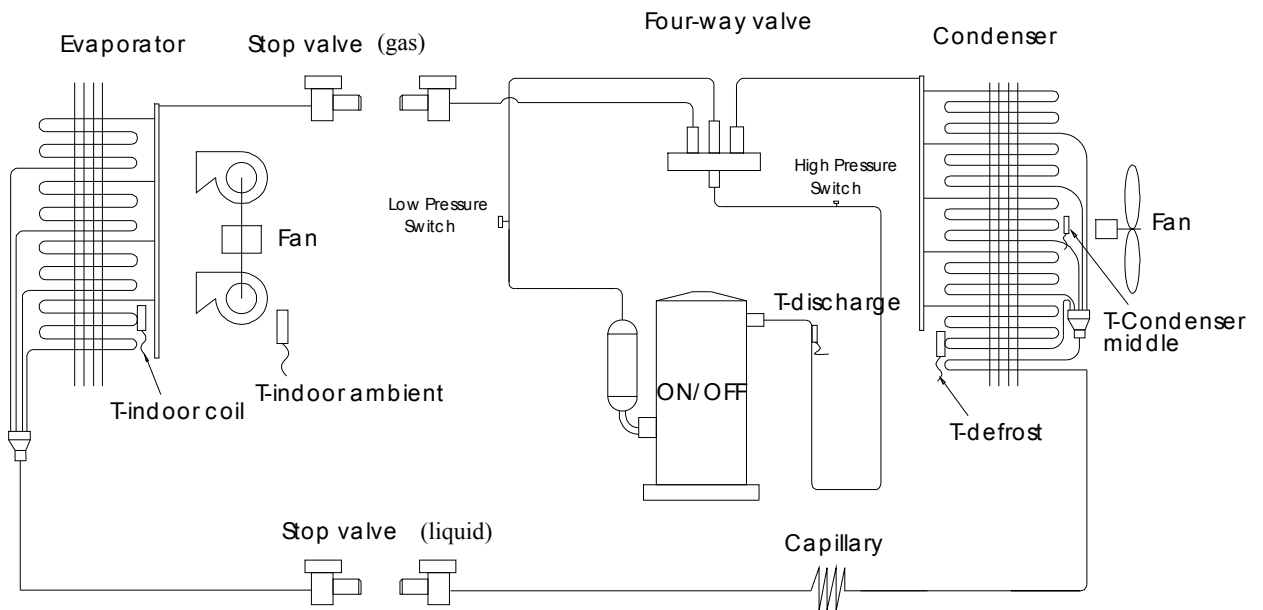 Four-way valve
Evaporator
Stop valve (gas)
Condenser
High Pressure
Switch
Low Pressure
Switch
Fan
Fan
T-discharge
T-Condenser
middle
T-indoor ambient
ON/OFF
T-indoor coil
T-defrost
Stop valve (liquid)
Capillary